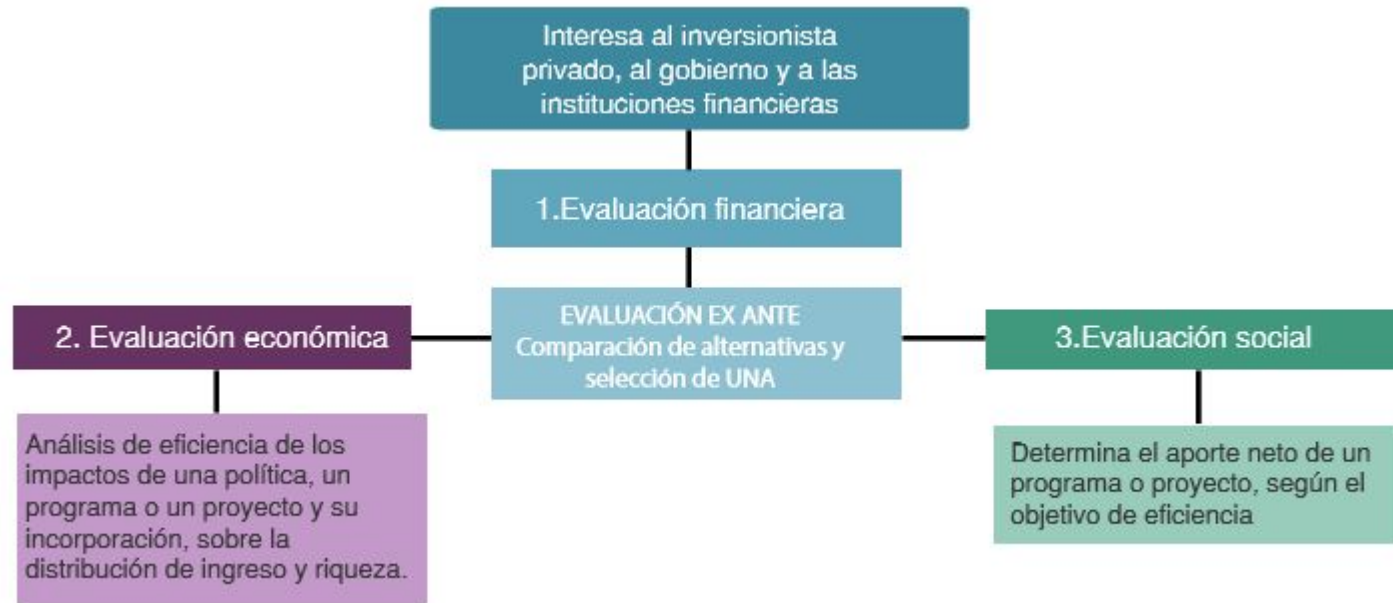 Interesa al inversionista
privado, al gobierno y a las
instituciones financieras
1.Evaluación financiera
EVALUACIÓN EX ANTE
Comparación de alternativas y
selección de UNA
2. Evaluación económica
Análisis de eficiencia de los
impactos de una política, un
programa o un proyecto y su
incorporación, sobre la
distribución de ingreso y riqueza.
3.Evaluación social
Determina el aporte neto de un
programa o proyecto, según el
objetivo de eficiencia